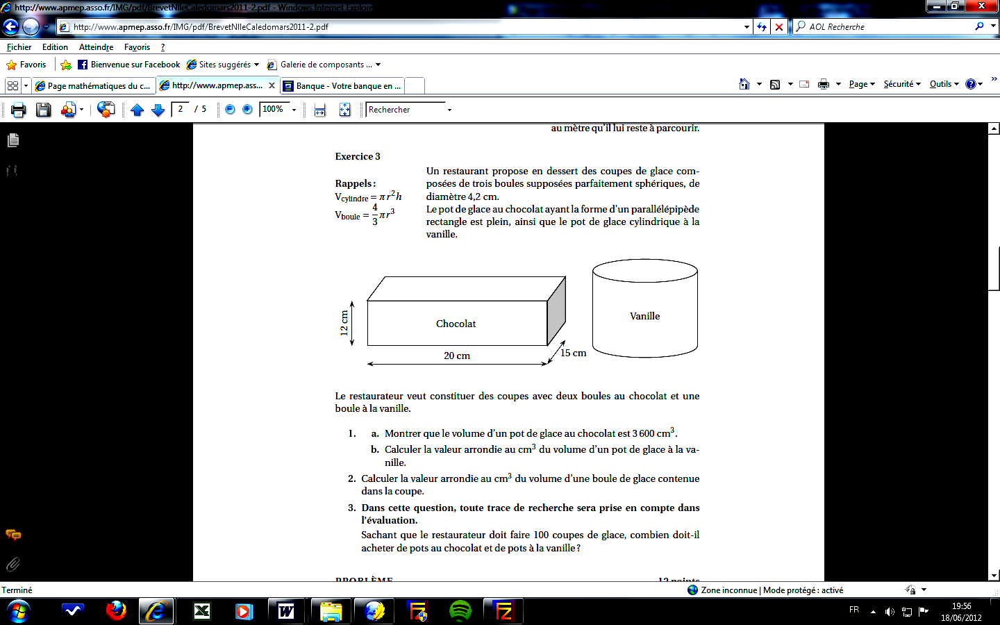 http://www.apmep.asso.fr/IMG/pdf/BrevetNlleCaledomars2011-2.pdf - Windows Internet Explorer
http://www.apmep.asso.fr/IMG/pdf/BrevetNlleCaledomars2011-2.pdf
AOL Recherche
Fichier Edition Atteindre Favoris ?
Favoris Bienvenue sur Facebook Sites suggérés Galerie de composants ...
Page mathématiques du c... http://www.apmep.ass... X Banque - Votre banque en ...
Page Sécurité Outils ? »
2 / 5 100% Rechercher
au mètre qu'il lui reste à parcourir.
Exercice 3
Rappels :
V cylindre = π r² h
V boule = 4/3 π r³
Un restaurant propose en dessert des coupes de glace com-
posées de trois boules supposées parfaitement sphériques, de
diamètre 4,2 cm.
Le pot de glace au chocolat ayant la forme d'un parallélépipède
rectangle est plein, ainsi que le pot de glace cylindrique à la
vanille.
12 cm
Chocolat
20 cm
15 cm
Vanille
Le restaurateur veut constituer des coupes avec deux boules au chocolat et une
boule à la vanille.
1. a. Montrer que le volume d'un pot de glace au chocolat est 3 600 cm³.
b. Calculer la valeur arrondie au cm³ du volume d'un pot de glace à la va-
nille.
2. Calculer la valeur arrondie au cm³ du volume d'une boule de glace contenue
dans la coupe.
3. Dans cette question, toute trace de recherche sera prise en compte dans
l'évaluation.
Sachant que le restaurateur doit faire 100 coupes de glace, combien doit-il
acheter de pots au chocolat et de pots à la vanille ?
PROBLÈME 12 points
Terminé
Zone inconnue | Mode protégé : activé
FR
19:56
18/06/2012